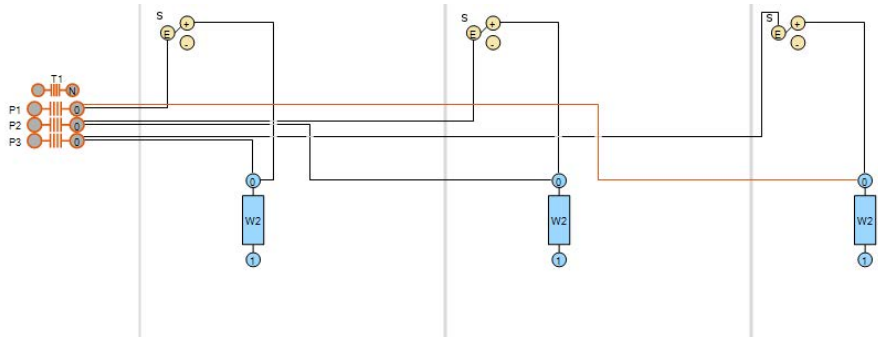 S + E -
S + E -
S + E -
T1 N
P1 0
P2 0
P3 0
0 0 0
W2 W2 W2
1 1 1